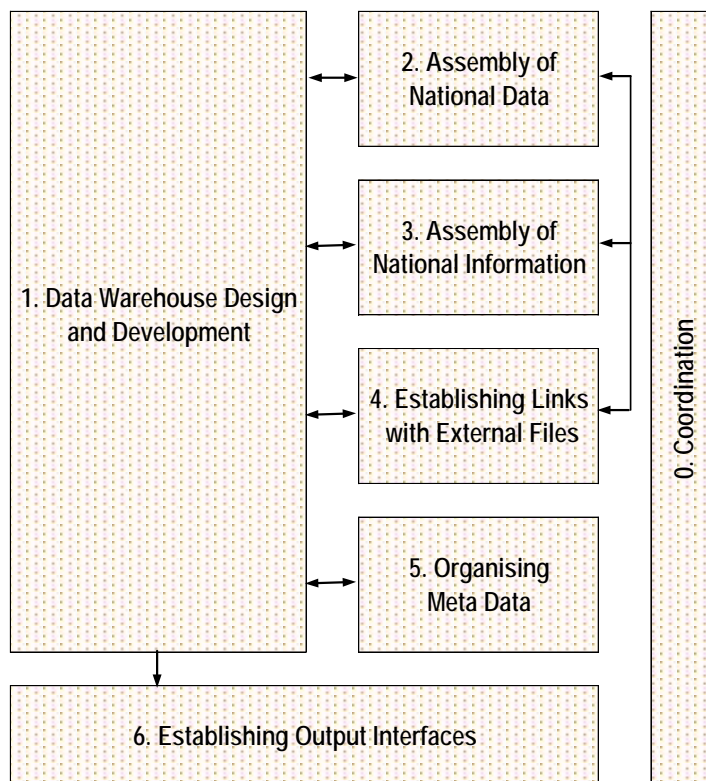 2. Assembly of
National Data
3. Assembly of
National Information
1. Data Warehouse Design
and Development
4. Establishing Links
with External Files
0. Coordination
5. Organising
Meta Data
6. Establishing Output Interfaces